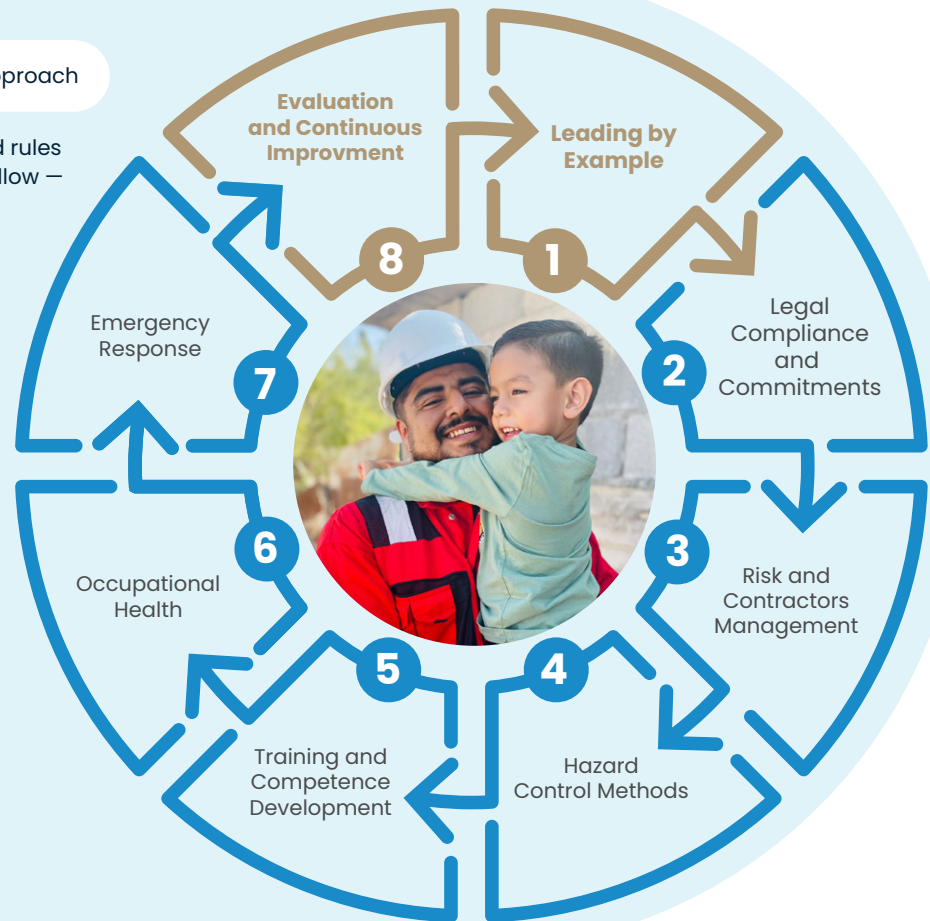 proach
d rules
llow —
Evaluation
and Continuous
Improvment
Leading by
Example
8
1
Legal
Compliance
and
Commitments
2
Risk and
Contractors
Management
3
Hazard
Control Methods
4
Training and
Competence
Development
5
Occupational
Health
6
Emergency
Response
7